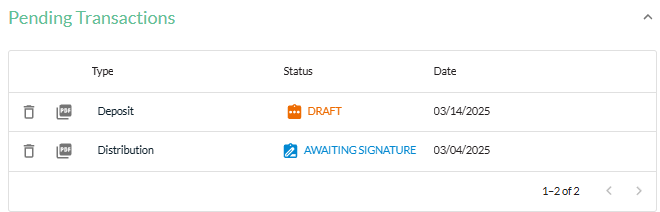 Pending Transactions
Type Status Date
PDF Deposit DRAFT 03/14/2025
PDF Distribution AWAITING SIGNATURE 03/04/2025
1–2 of 2